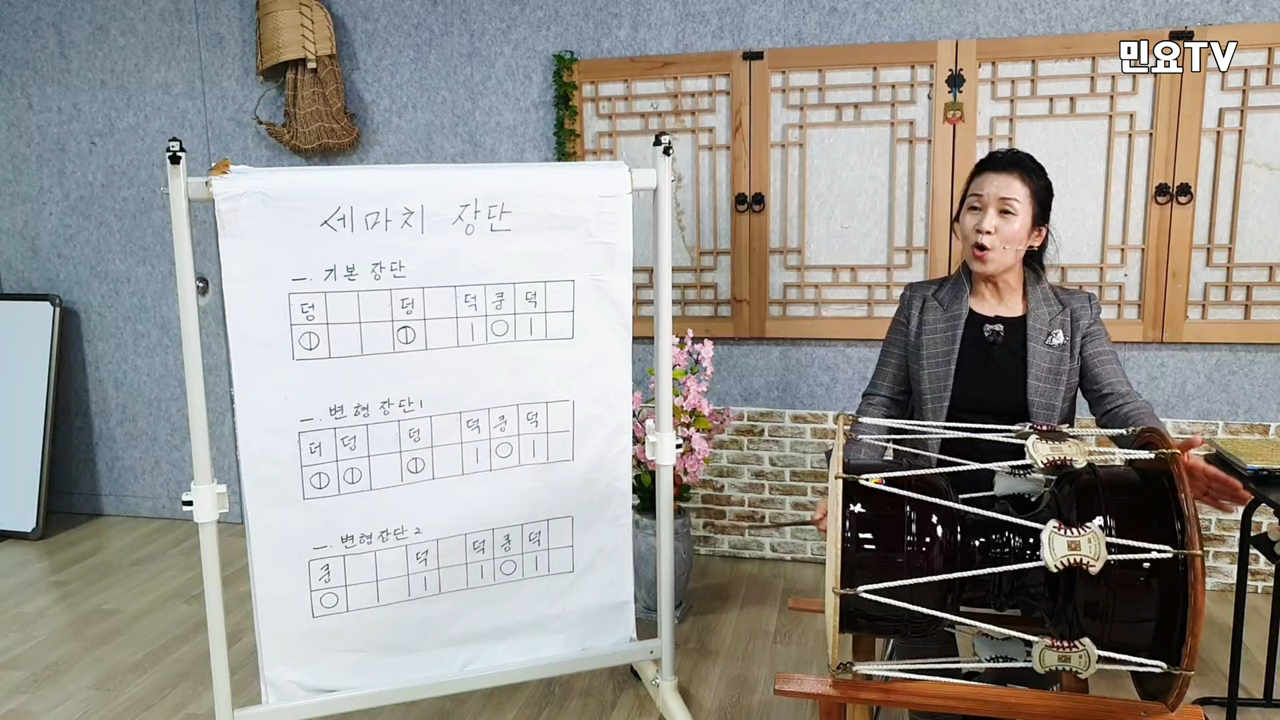 민요TV
세마치 장단
一. 기본 장단
덩 덩 덕 쿵 덕
一. 변형 장단 1
더 덩 덩 덕 쿵 덕
一. 변형 장단 2
쿵 덕 덕 쿵 덕